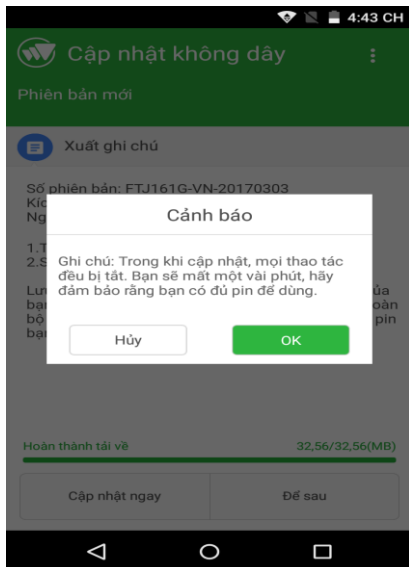 4:43 CH
Cập nhật không dây
Phiên bản mới
Xuất ghi chú
Số phiên bản: FTJ161G-VN-20170303
Cảnh báo
Ghi chú: Trong khi cập nhật, mọi thao tác
đều bị tắt. Bạn sẽ mất một vài phút, hãy
đảm bảo rằng bạn có đủ pin để dùng.
Hủy
OK
pin
Hoàn thành tải về
32,56/32,56(MB)
Cập nhật ngay
Để sau